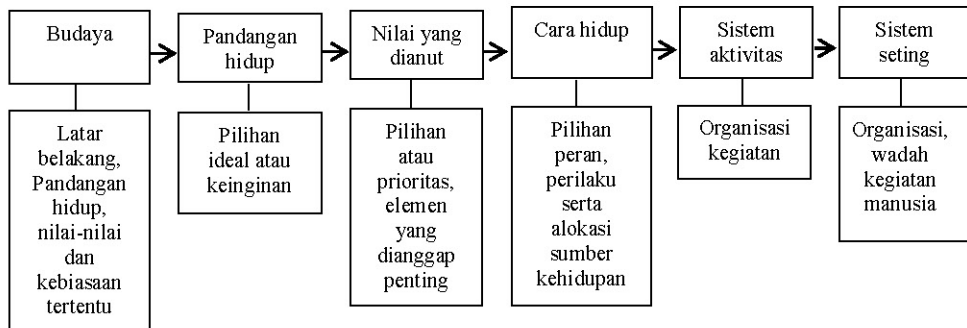 Budaya
Pandangan
hidup
Nilai yang
dianut
Cara hidup
Sistem
aktivitas
Sistem
seting
Latar
belakang,
Pandangan
hidup,
nilai-nilai
dan
kebiasaan
tertentu
Pilihan
ideal atau
keinginan
Pilihan
atau
prioritas,
elemen
yang
dianggap
penting
Pilihan
peran,
perilaku
serta
alokasi
sumber
kehidupan
Organisasi
kegiatan
Organisasi,
wadah
kegiatan
manusia